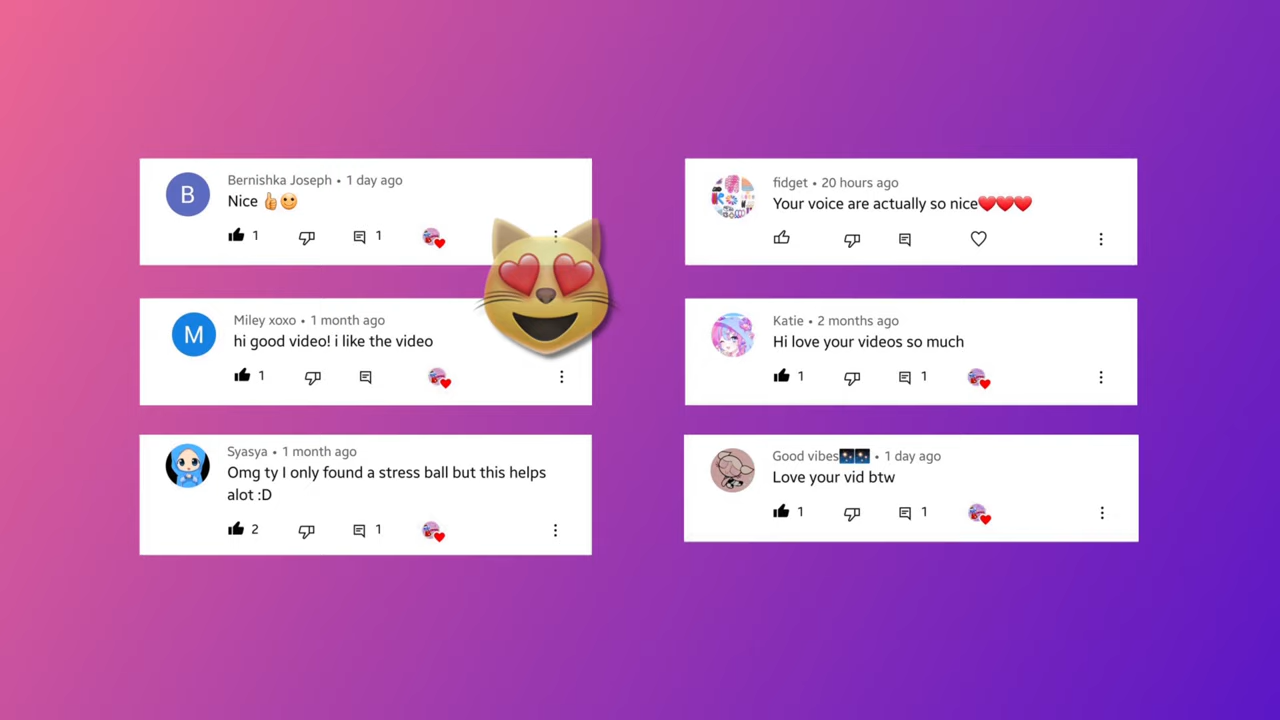 B
Bernishka Joseph • 1 day ago
Nice 👍🙂
1
1
M
Miley xoxo • 1 month ago
hi good video! i like the video
1
Syasya • 1 month ago
Omg ty I only found a stress ball but this helps
alot :D
2
1
fidget • 20 hours ago
Your voice are actually so nice❤️❤️❤️
Katie • 2 months ago
Hi love your videos so much
1
1
Good vibes🌌🌌 • 1 day ago
Love your vid btw
1
1